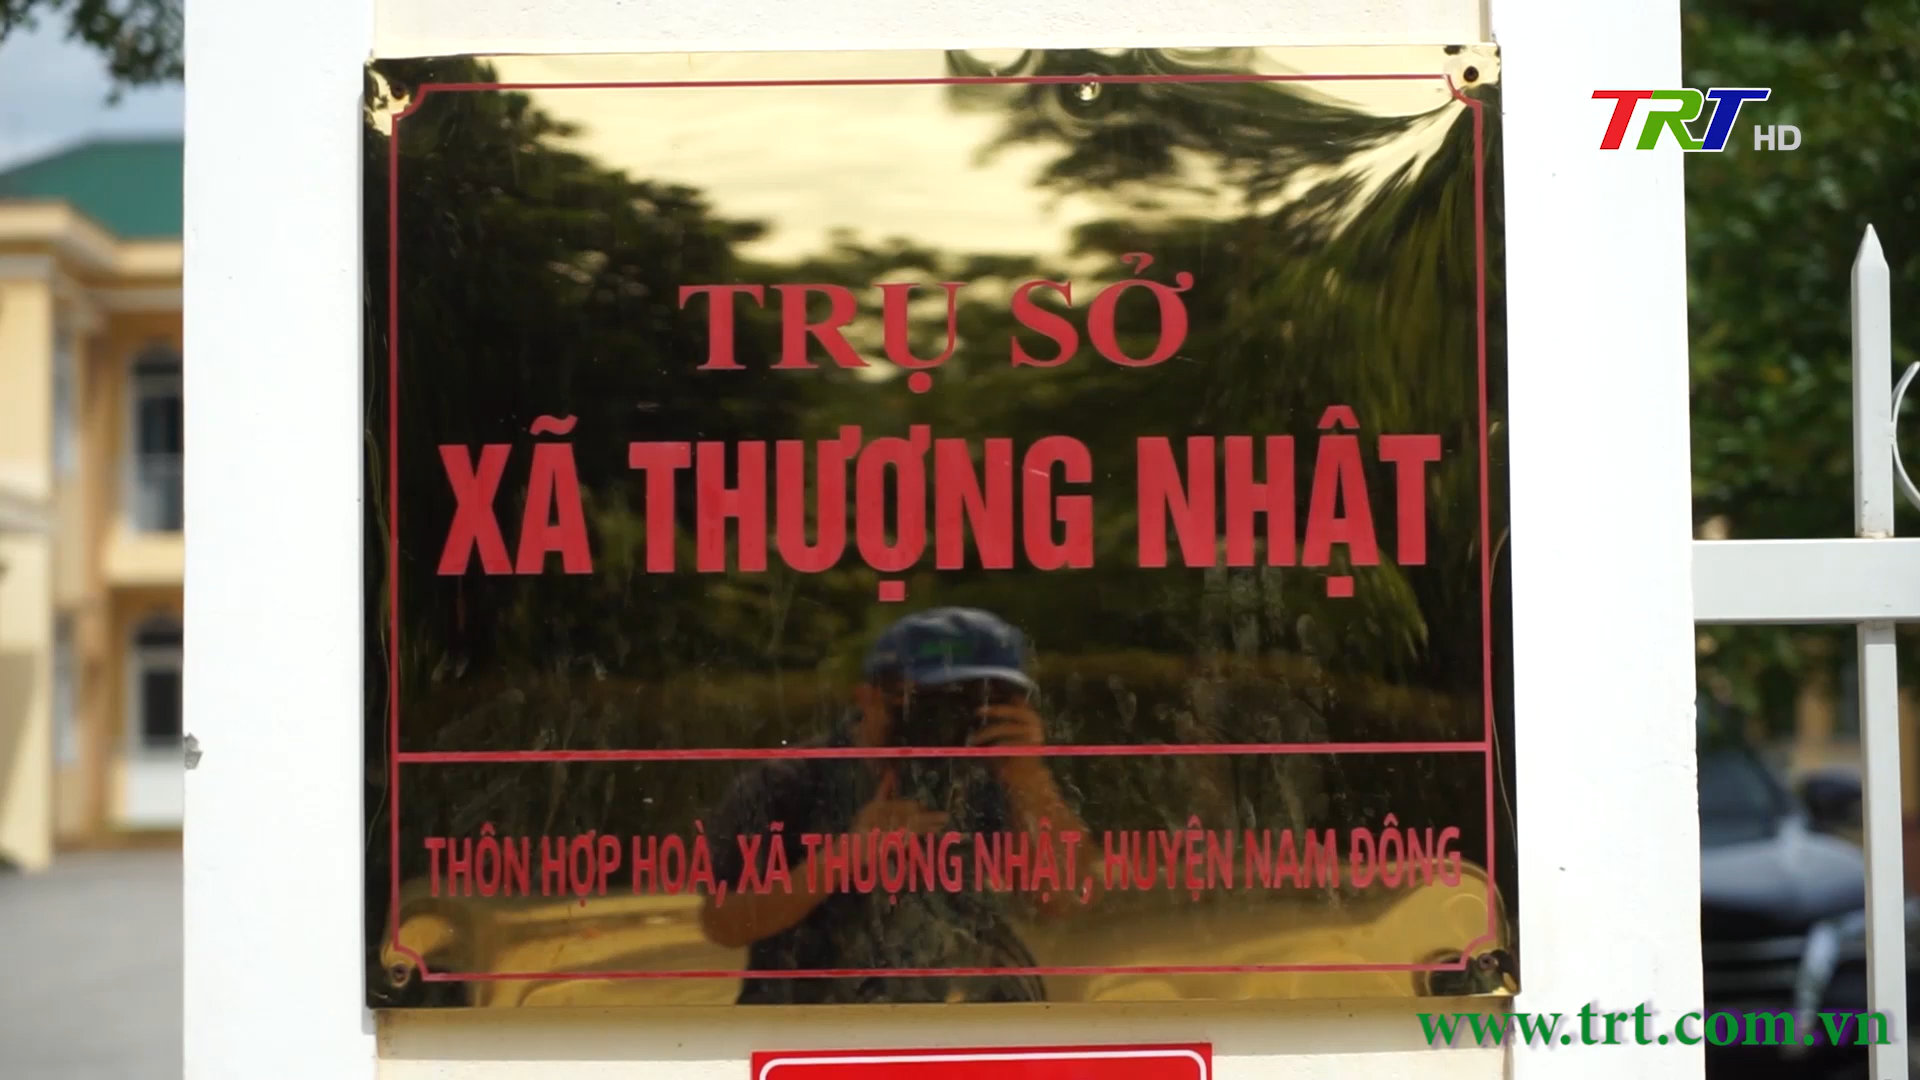 TRT HD
TRỤ SỞ
XÃ THƯỢNG NHẬT
THÔN HỢP HOÀ, XÃ THƯỢNG NHẬT, HUYỆN NAM ĐÔNG
www.trt.com.vn